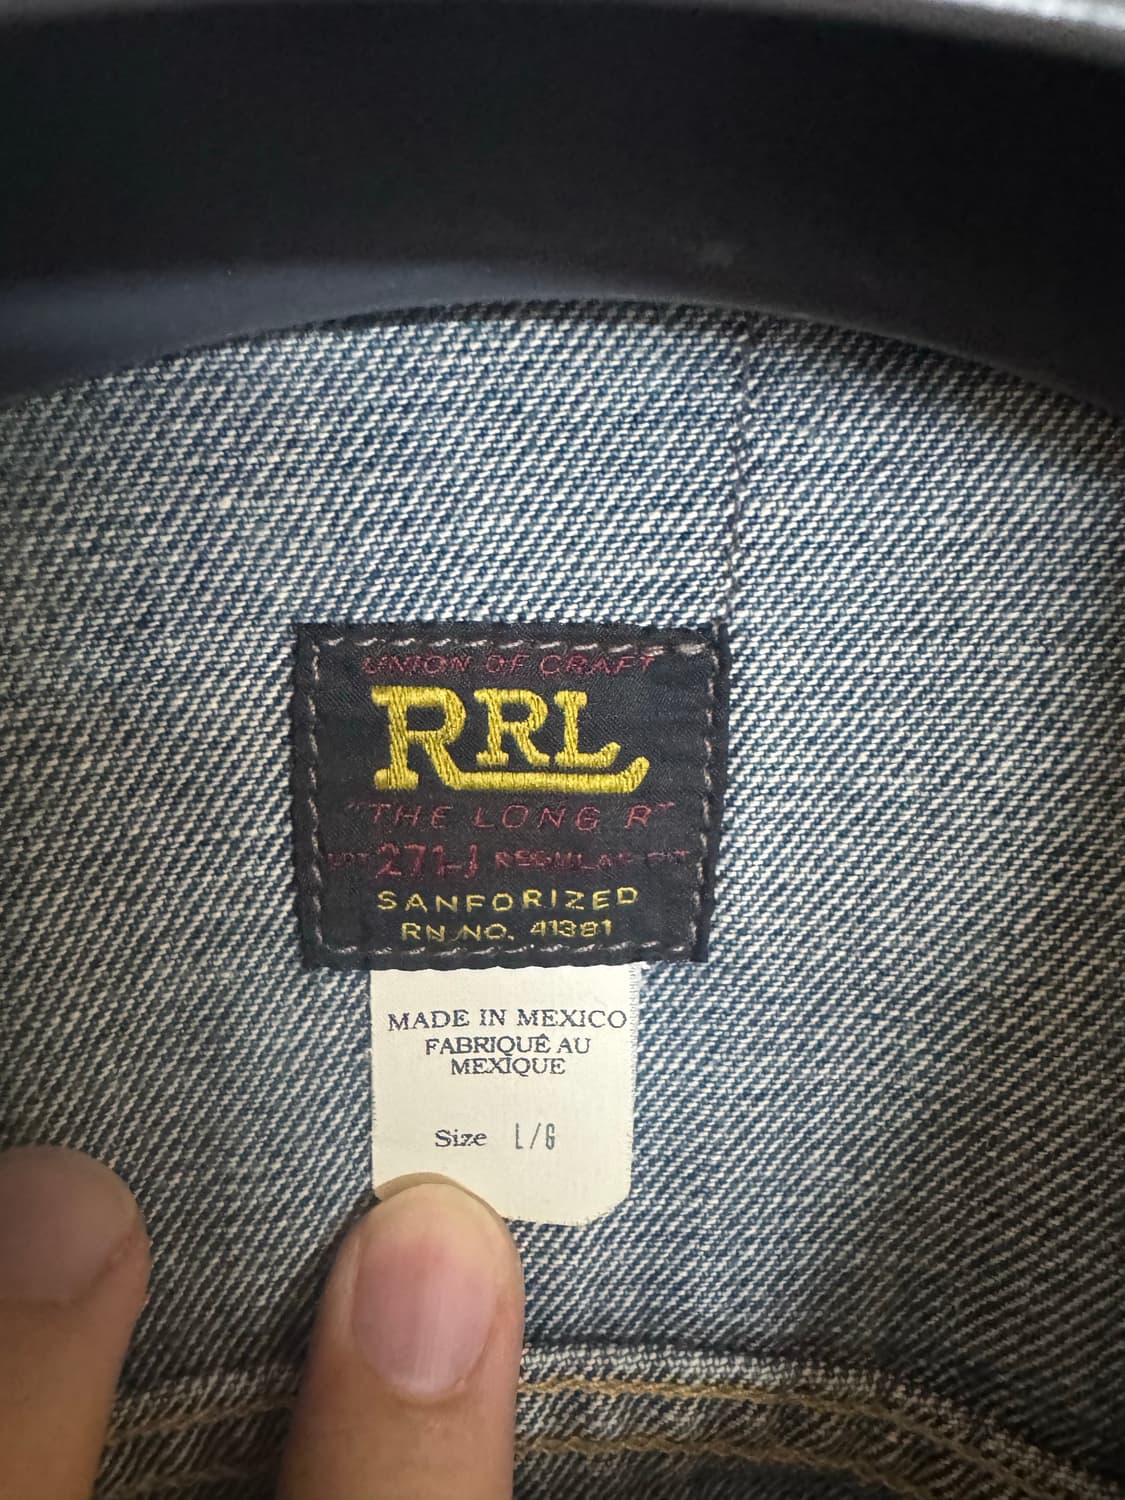 UNION OF CRAFT
RRL
"THE LONG R"
LOT 271-J REGULAR FIT
SANFORIZED
RN NO. 41381
MADE IN MEXICO
FABRIQUÉ AU
MEXIQUE
Size L/G